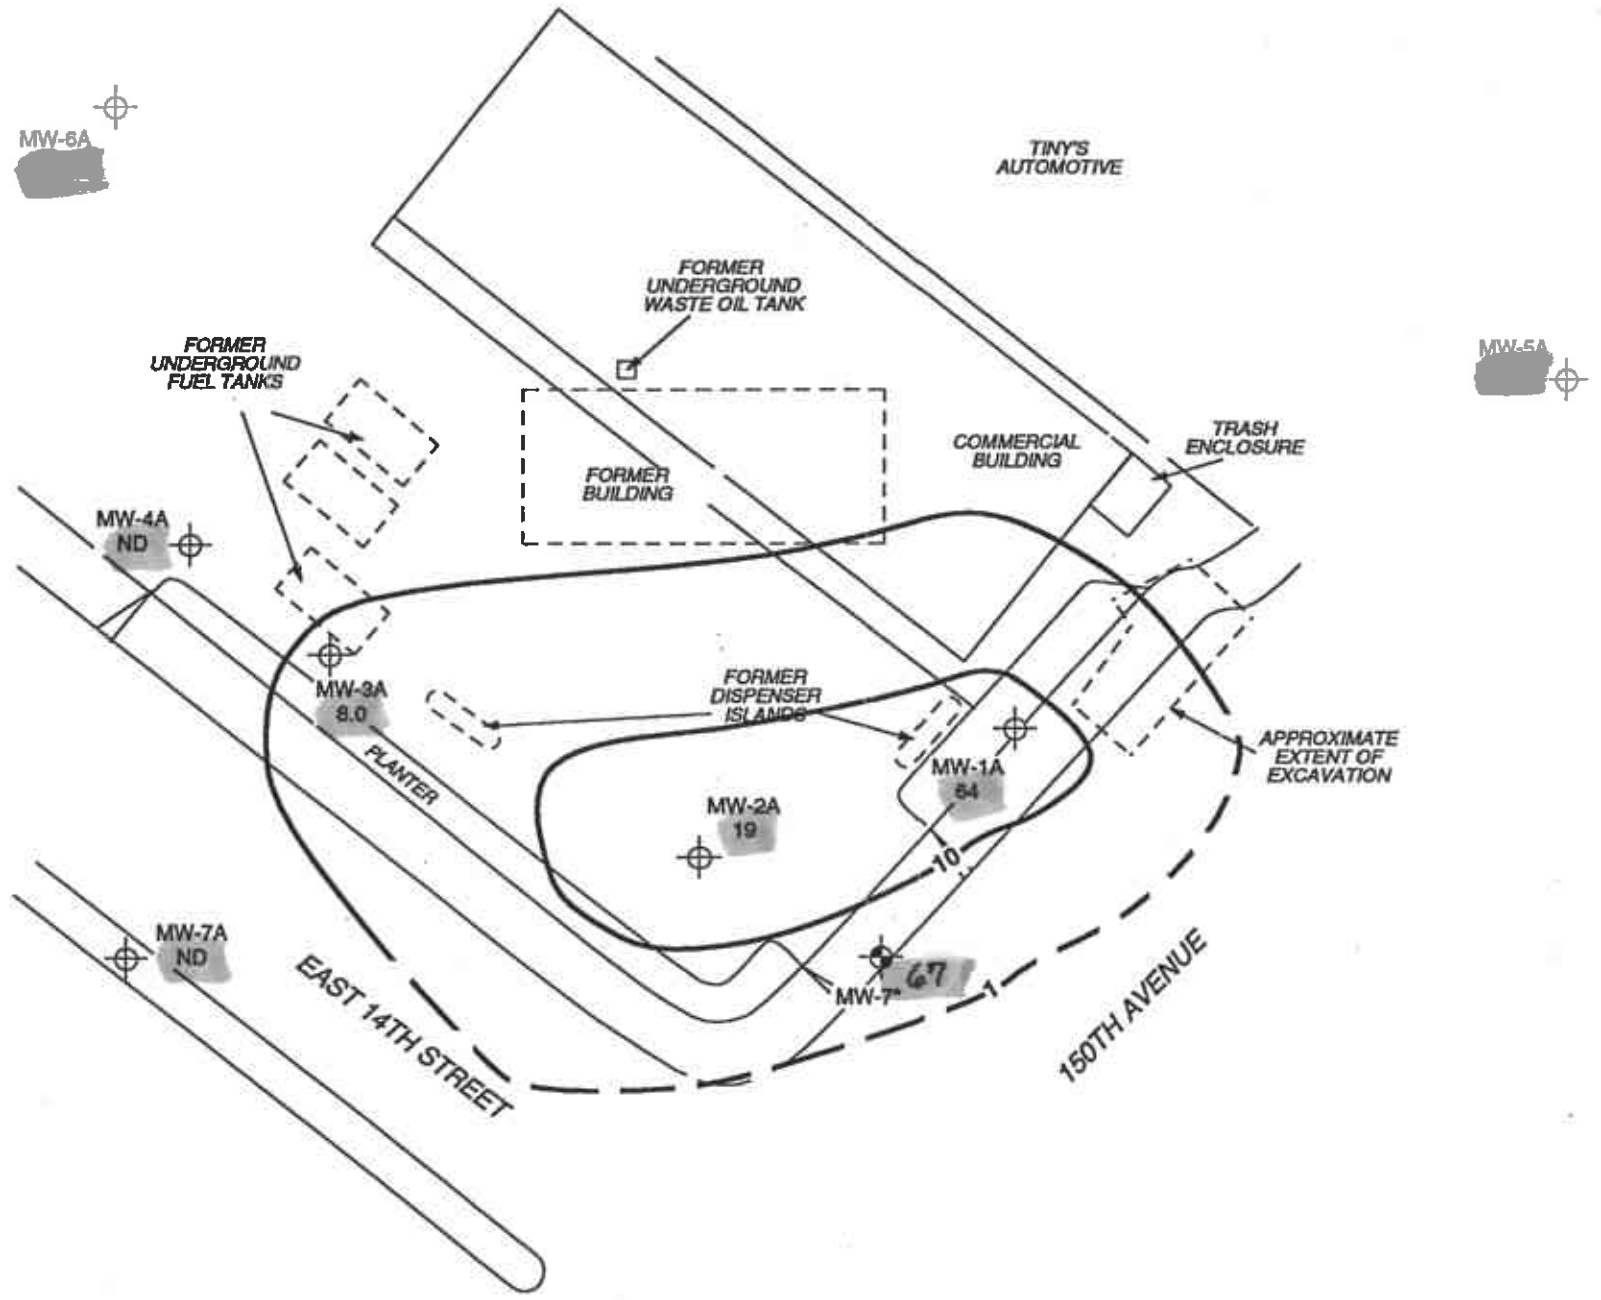 MW-6A
TINY'S
AUTOMOTIVE
FORMER
UNDERGROUND
WASTE OIL TANK
FORMER
UNDERGROUND
FUEL TANKS
MW-5A
TRASH
ENCLOSURE
COMMERCIAL
BUILDING
FORMER
BUILDING
MW-4A
ND
MW-3A
8.0
FORMER
DISPENSER
ISLANDS
PLANTER
MW-1A
64
APPROXIMATE
EXTENT OF
EXCAVATION
MW-2A
19
10
MW-7A
ND
67
MW-7*
1
EAST 14TH STREET
150TH AVENUE